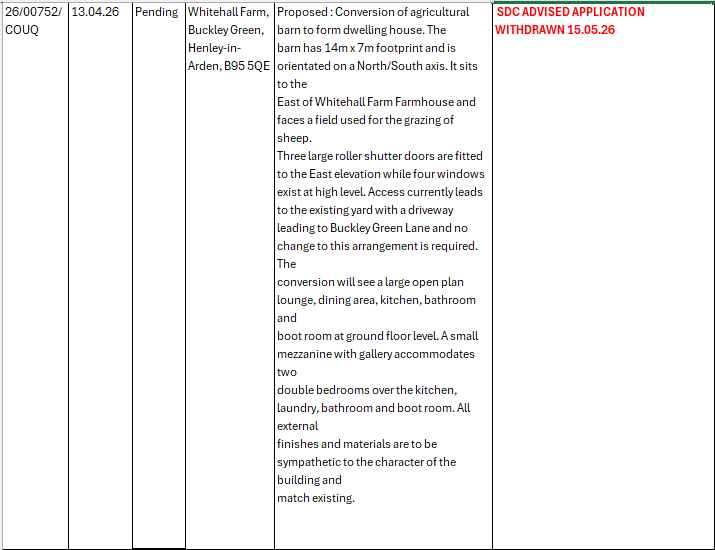 26/00752/
COUQ
13.04.26
Pending
Whitehall Farm,
Buckley Green,
Henley-in-
Arden, B95 5QE
Proposed : Conversion of agricultural
barn to form dwelling house. The
barn has 14m x 7m footprint and is
orientated on a North/South axis. It sits
to the
East of Whitehall Farm Farmhouse and
faces a field used for the grazing of
sheep.
Three large roller shutter doors are fitted
to the East elevation while four windows
exist at high level. Access currently leads
to the existing yard with a driveway
leading to Buckley Green Lane and no
change to this arrangement is required.
The
conversion will see a large open plan
lounge, dining area, kitchen, bathroom
and
boot room at ground floor level. A small
mezzanine with gallery accommodates
two
double bedrooms over the kitchen,
laundry, bathroom and boot room. All
external
finishes and materials are to be
sympathetic to the character of the
building and
match existing.
SDC ADVISED APPLICATION
WITHDRAWN 15.05.26